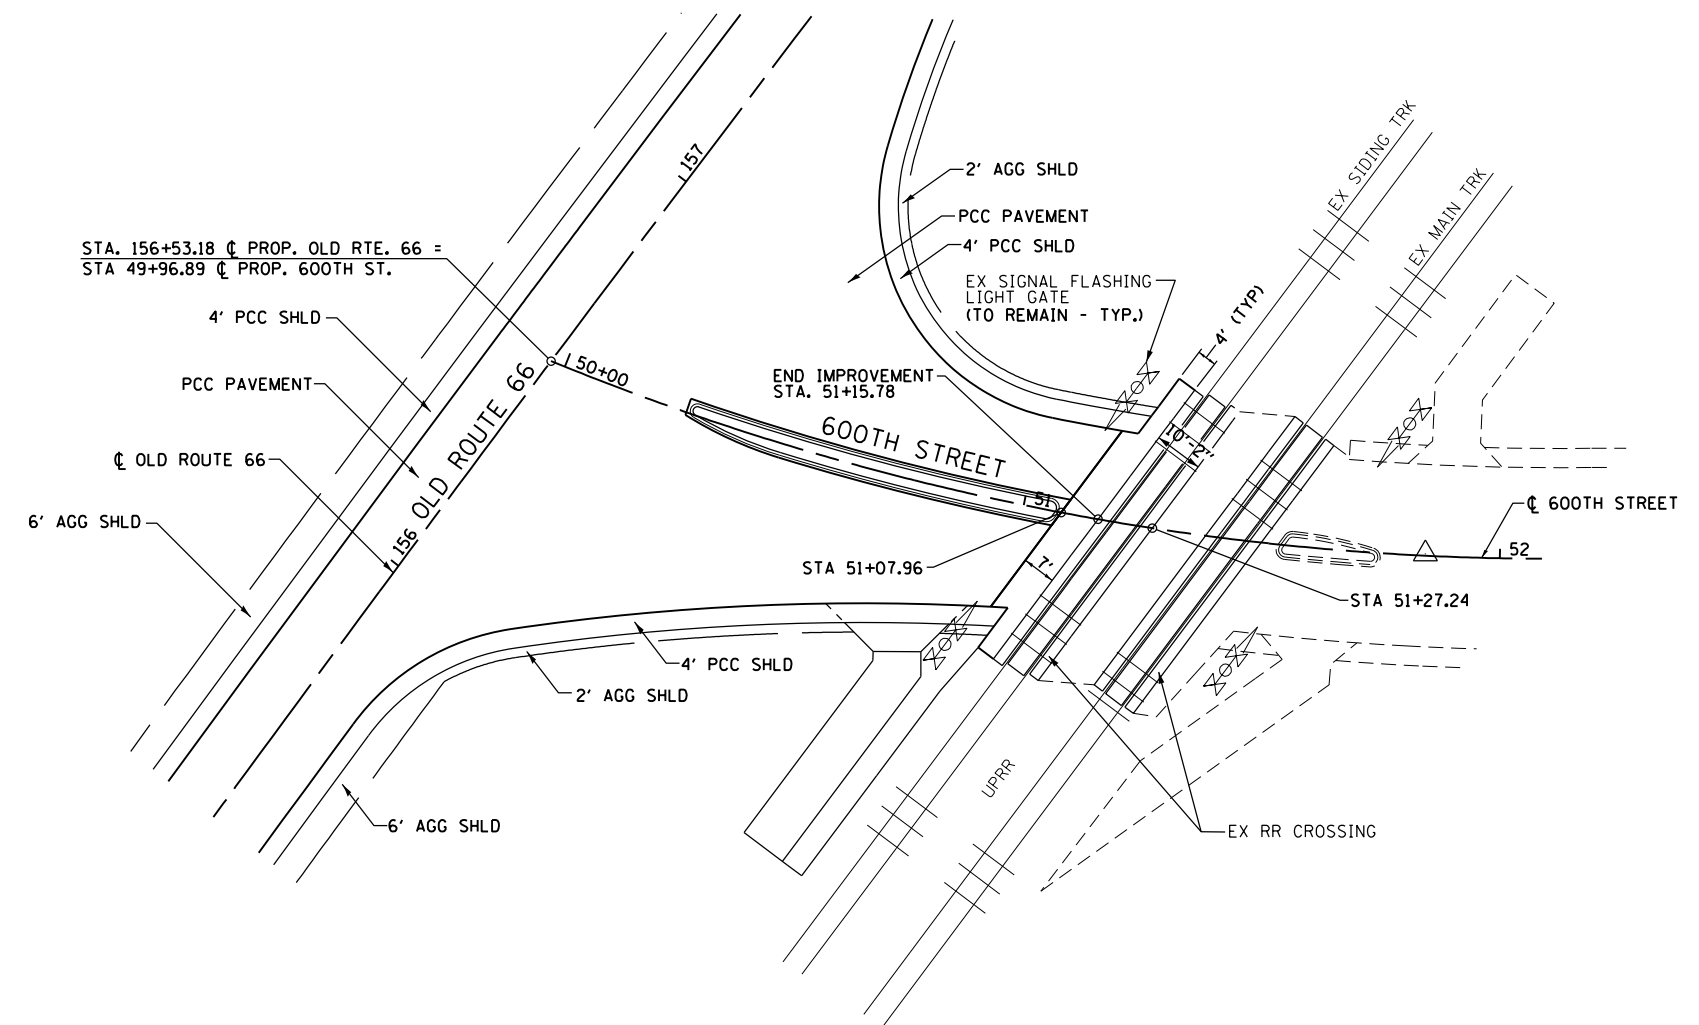 EX SIDING TRK
157
2' AGG SHLD
EX MAIN TRK
PCC PAVEMENT
STA. 156+53.18 ℄ PROP. OLD RTE. 66 =
STA 49+96.89 ℄ PROP. 600TH ST.
4' PCC SHLD
EX SIGNAL FLASHING
LIGHT GATE
(TO REMAIN - TYP.)
4' (TYP)
4' PCC SHLD
50+00
PCC PAVEMENT
END IMPROVEMENT
STA. 51+15.78
OLD ROUTE 66
600TH STREET
10'-2"
℄ OLD ROUTE 66
51
℄ 600TH STREET
6' AGG SHLD
156
52
7'
STA 51+07.96
STA 51+27.24
4' PCC SHLD
2' AGG SHLD
UPRR
6' AGG SHLD
EX RR CROSSING